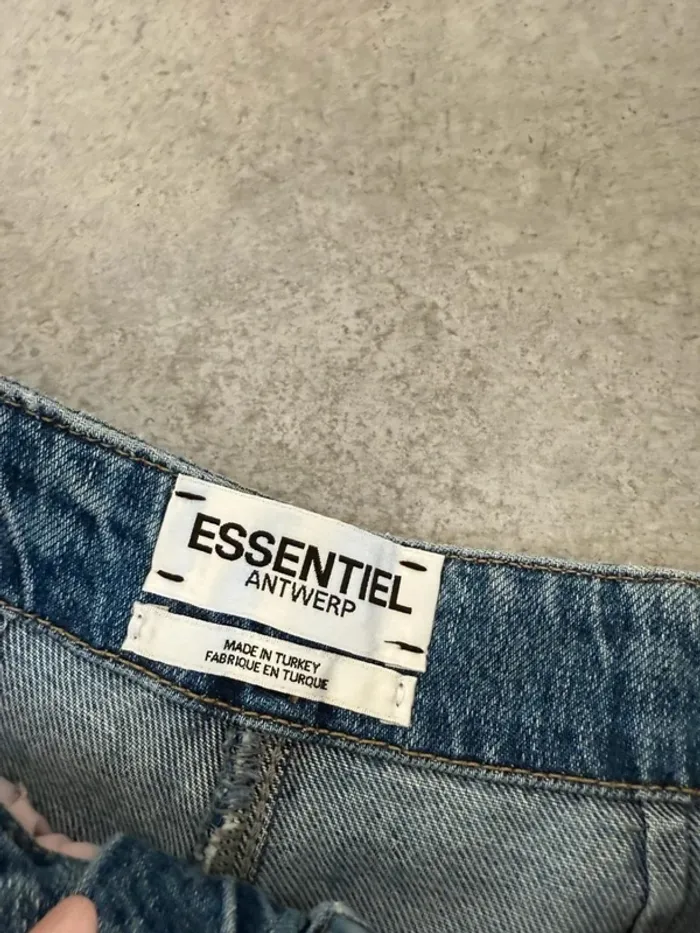 ESSENTIEL
ANTWERP
MADE IN TURKEY
FABRIQUE EN TURQUIE